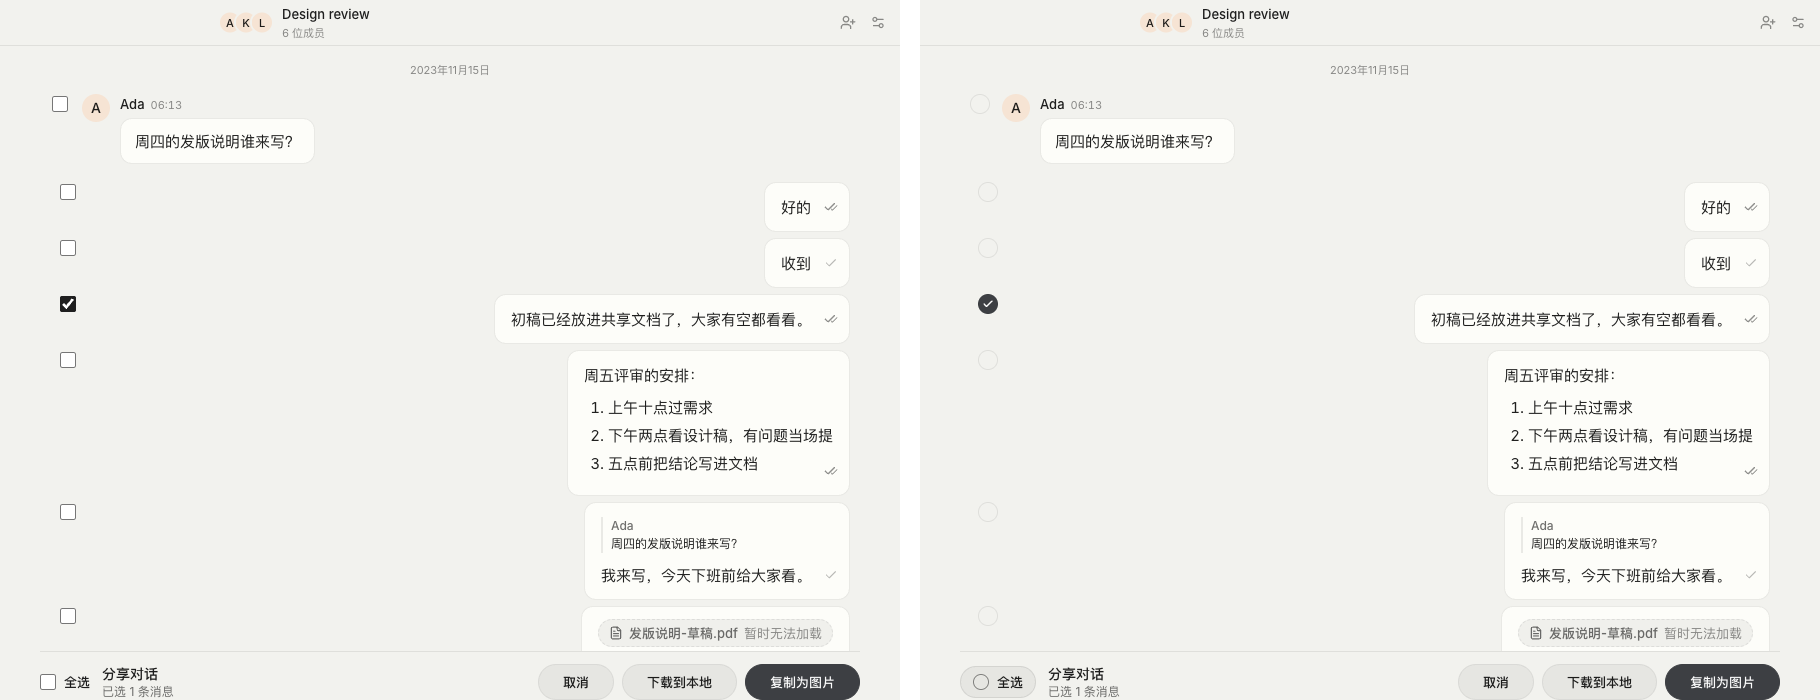 A K L
Design review
6 位成员
2023年11月15日
A
Ada 06:13
周四的发版说明谁来写?
好的
收到
初稿已经放进共享文档了，大家有空都看看。
周五评审的安排：
1. 上午十点过需求
2. 下午两点看设计稿，有问题当场提
3. 五点前把结论写进文档
Ada
周四的发版说明谁来写?
我来写，今天下班前给大家看。
发版说明-草稿.pdf 暂时无法加载
全选
分享对话
已选 1 条消息
取消
下载到本地
复制为图片
A K L
Design review
6 位成员
2023年11月15日
A
Ada 06:13
周四的发版说明谁来写?
好的
收到
初稿已经放进共享文档了，大家有空都看看。
周五评审的安排：
1. 上午十点过需求
2. 下午两点看设计稿，有问题当场提
3. 五点前把结论写进文档
Ada
周四的发版说明谁来写?
我来写，今天下班前给大家看。
发版说明-草稿.pdf 暂时无法加载
全选
分享对话
已选 1 条消息
取消
下载到本地
复制为图片